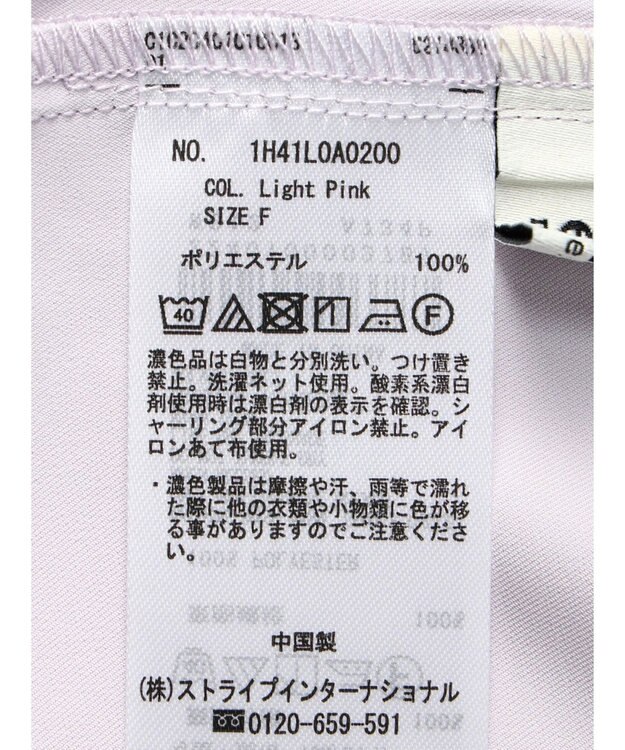 NO. 1H41L0A0200
COL. Light Pink
SIZE F
ポリエステル 100%
40
F
濃色品は白物と分別洗い。つけ置き
禁止。洗濯ネット使用。酸素系漂白
剤使用時は漂白剤の表示を確認。シ
ャーリング部分アイロン禁止。アイ
ロンあて布使用。
・濃色製品は摩擦や汗、雨等で濡れ
た際に他の衣類や小物類に色が移
る事がありますのでご注意くださ
い。
中国製
(株)ストライプインターナショナル
0120-659-591